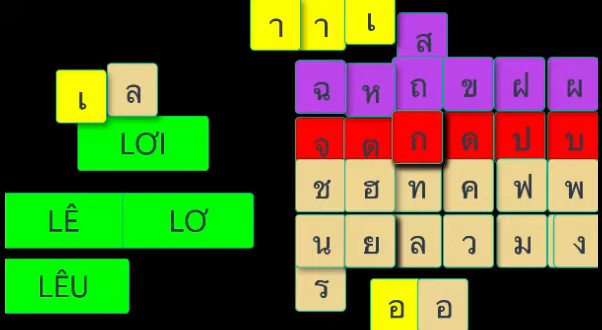 า า เ
ส
ฉ ห ถ ข ฝ ผ
เ ล
LƠI
จ ต ก ด ป บ
ช ฮ ท ค ฟ พ
LÊ LƠ
น ย ล ว ม ง
LÊU
ร
อ อ